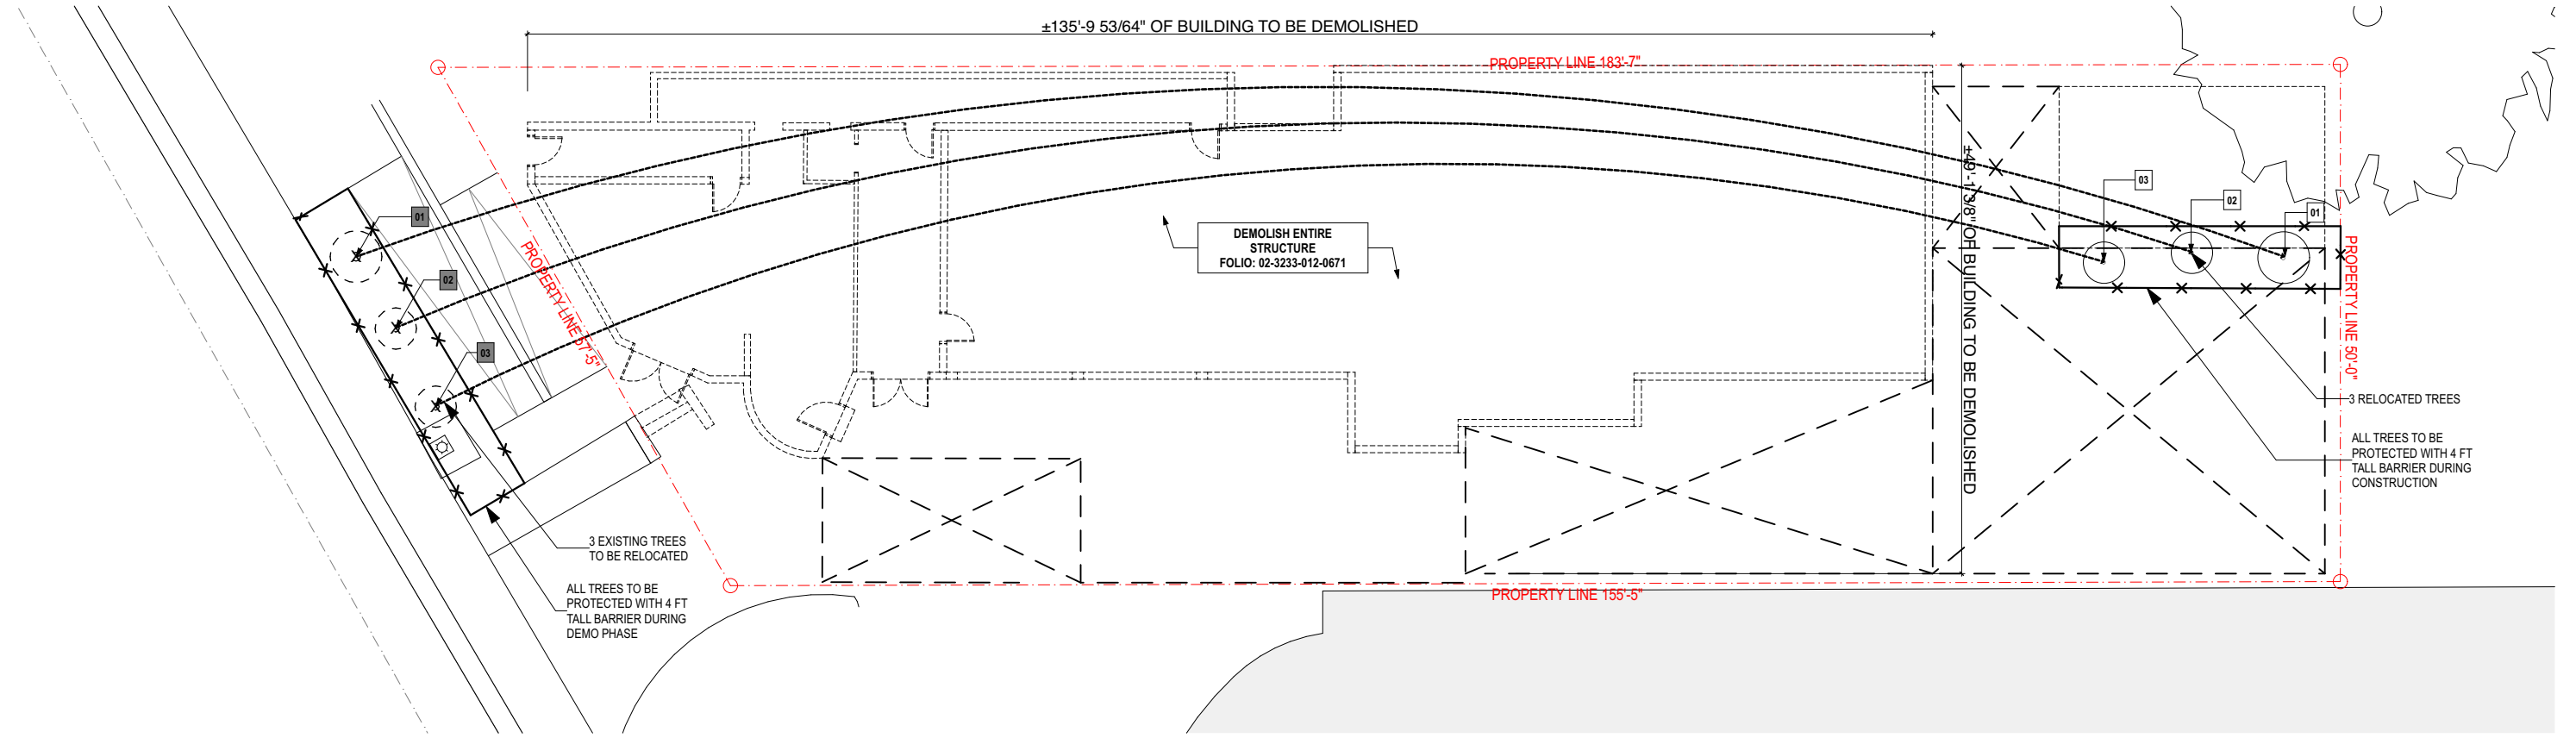 ±135'-9 53/64" OF BUILDING TO BE DEMOLISHED
PROPERTY LINE 183'-7"
01
02
03
PROPERTY LINE 57'-5"
DEMOLISH ENTIRE
STRUCTURE
FOLIO: 02-3233-012-0671
±49'-1 3/8" OF BUILDING TO BE DEMOLISHED
03
02
01
PROPERTY LINE 50'-0"
3 RELOCATED TREES
ALL TREES TO BE
PROTECTED WITH 4 FT
TALL BARRIER DURING
CONSTRUCTION
3 EXISTING TREES
TO BE RELOCATED
ALL TREES TO BE
PROTECTED WITH 4 FT
TALL BARRIER DURING
DEMO PHASE
PROPERTY LINE 155'-5"